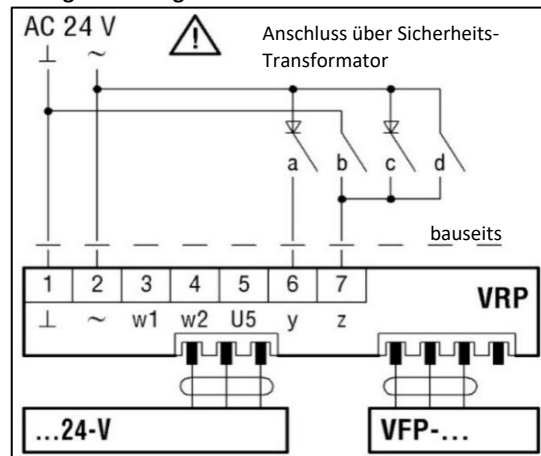 AC 24 V
⊥ ~
Anschluss über Sicherheits-
Transformator
a b c d
bauseits
1 2 3 4 5 6 7
VRP
⊥ ~ w1 w2 U5 y z
...24-V
VFP-...